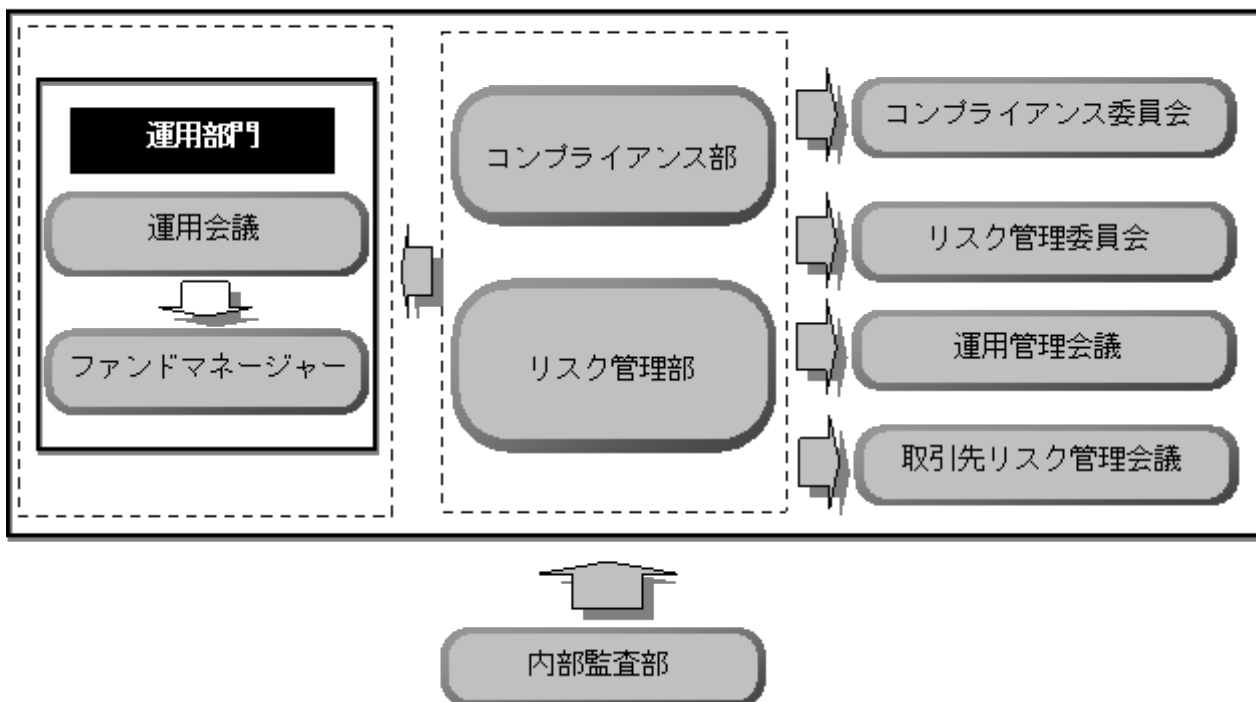 運用部門
運用会議
ファンドマネージャー
コンプライアンス部
リスク管理部
コンプライアンス委員会
リスク管理委員会
運用管理会議
取引先リスク管理会議
内部監査部